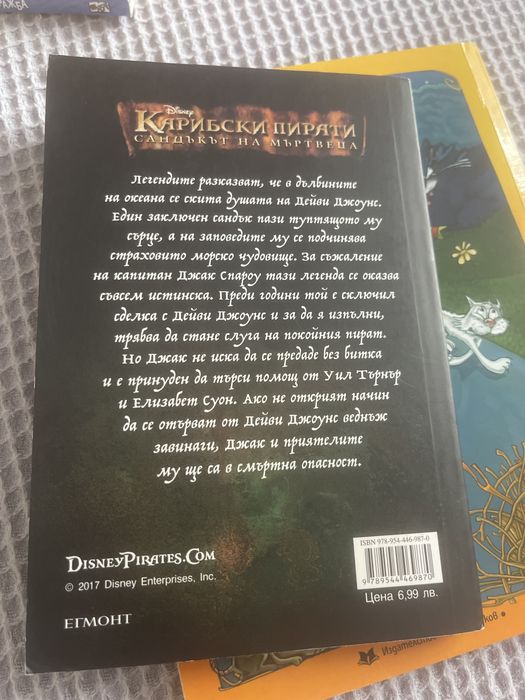 РАЖБА
Disney
КАРИБСКИ ПИРАТИ
САНДЪКЪТ НА МЪРТВЕЦА
Легендите разказват, че в дълбините
на океана се скита душата на Дейви Джоунс.
Един заключен сандък пази туптящото му
сърце, а на заповедите му се подчинява
страховито морско чудовище. За съжаление
на капитан Джак Спароу тази легенда се оказва
съвсем истинска. Преди години той е сключил
сделка с Дейви Джоунс и за да я изпълни,
трябва да стане слуга на покойния пират.
Но Джак не иска да се предаде без битка
и е принуден да търси помощ от Уил Търнър
и Елизабет Суон. Ако не открият начин
да се отърват от Дейви Джоунс веднъж
завинаги, Джак и приятелите
му ще са в смъртна опасност.
DISNEYPIRATES.COM
© 2017 Disney Enterprises, Inc.
ЕГМОНТ
ISBN 978-954-446-987-0
9 789544 469870
Цена 6,99 лв.